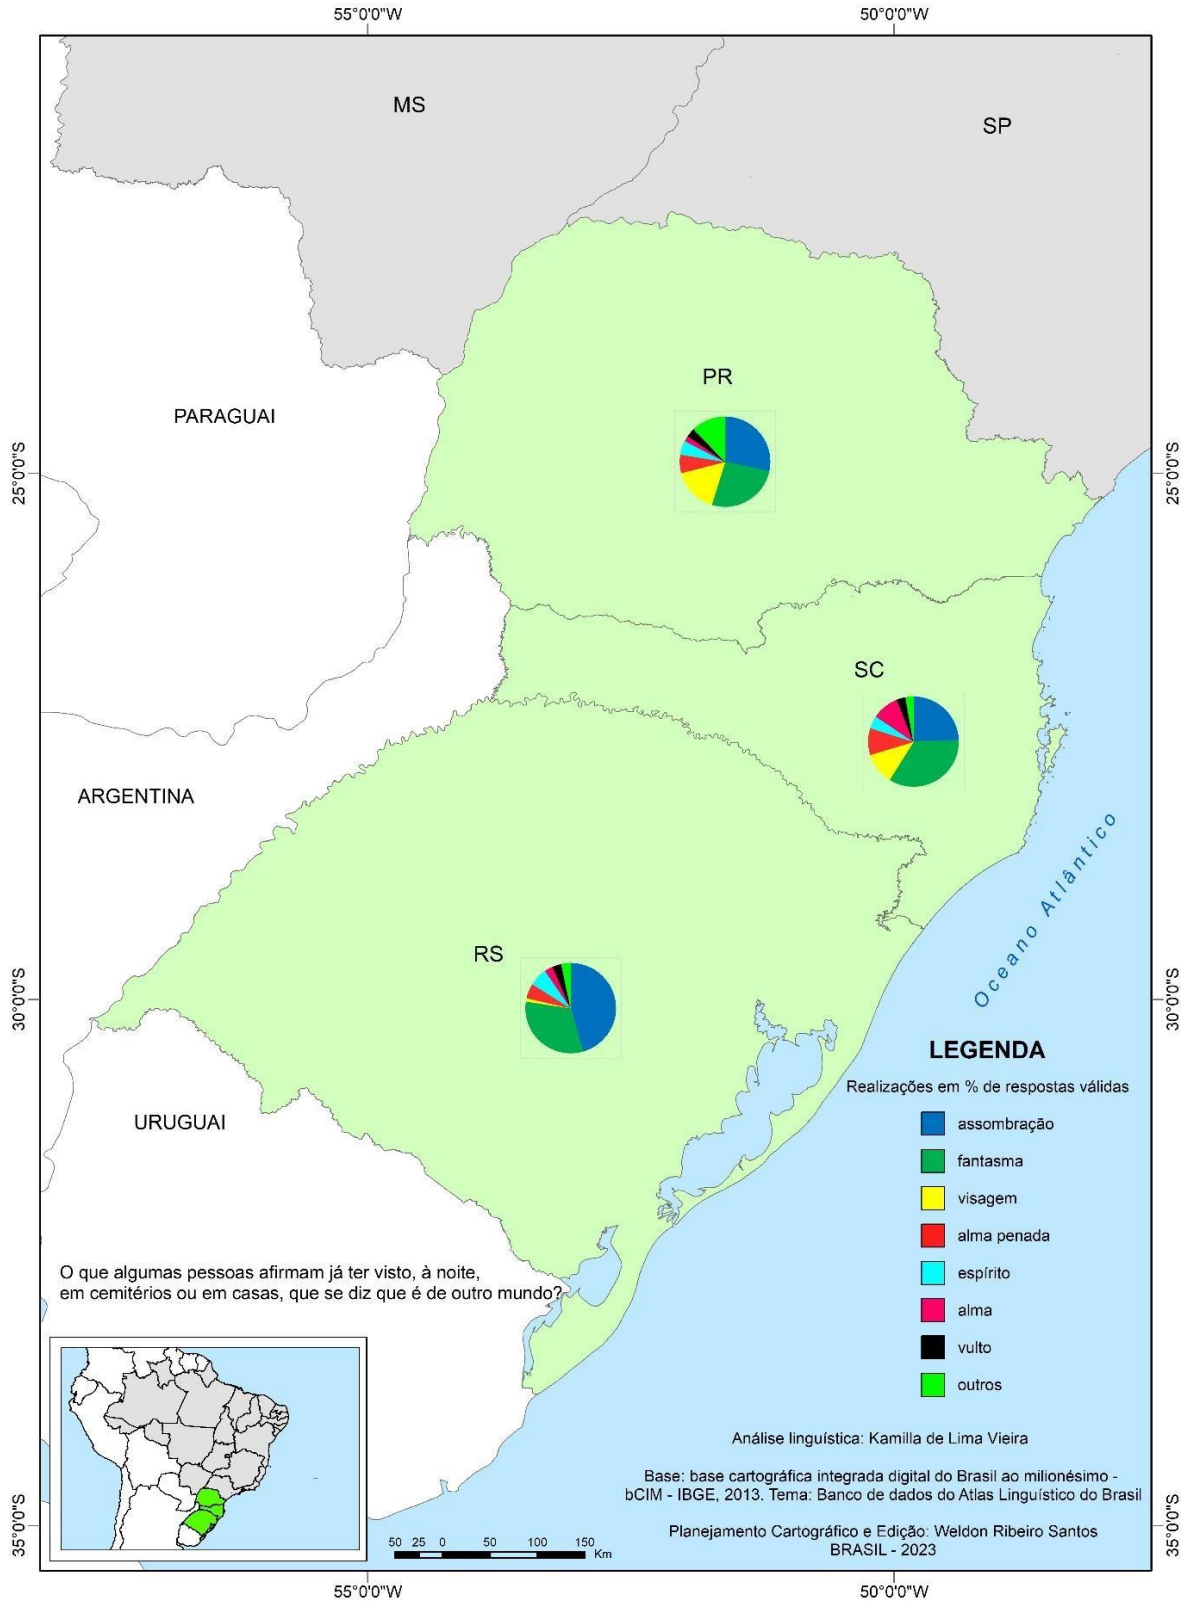 55°0'0"W
50°0'0"W
MS
SP
PR
PARAGUAI
25°0'0"S
25°0'0"S
SC
ARGENTINA
Oceano Atlântico
RS
30°0'0"S
30°0'0"S
URUGUAI
LEGENDA
Realizações em % de respostas válidas
assombração
fantasma
visagem
alma penada
espírito
alma
vulto
outros
O que algumas pessoas afirmam já ter visto, à noite,
em cemitérios ou em casas, que se diz que é de outro mundo?
Análise linguística: Kamilla de Lima Vieira
Base: base cartográfica integrada digital do Brasil ao milionésimo -
bCIM - IBGE, 2013. Tema: Banco de dados do Atlas Linguístico do Brasil
Planejamento Cartográfico e Edição: Weldon Ribeiro Santos
BRASIL - 2023
35°0'0"S
35°0'0"S
50 25 0 50 100 150
Km
55°0'0"W
50°0'0"W